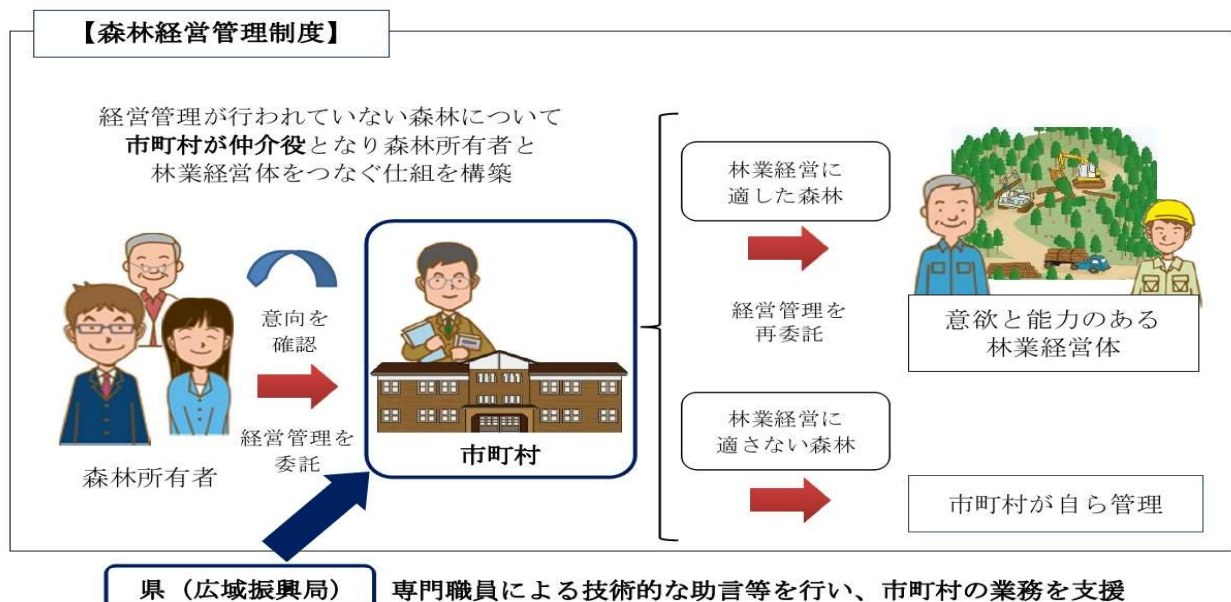 【森林経営管理制度】
経営管理が行われていない森林について
市町村が仲介役となり森林所有者と
林業経営体をつなぐ仕組を構築
意向を
確認
経営管理を
委託
森林所有者
市町村
林業経営に
適した森林
経営管理を
再委託
意欲と能力のある
林業経営体
林業経営に
適さない森林
市町村が自ら管理
県（広域振興局）
専門職員による技術的な助言等を行い、市町村の業務を支援